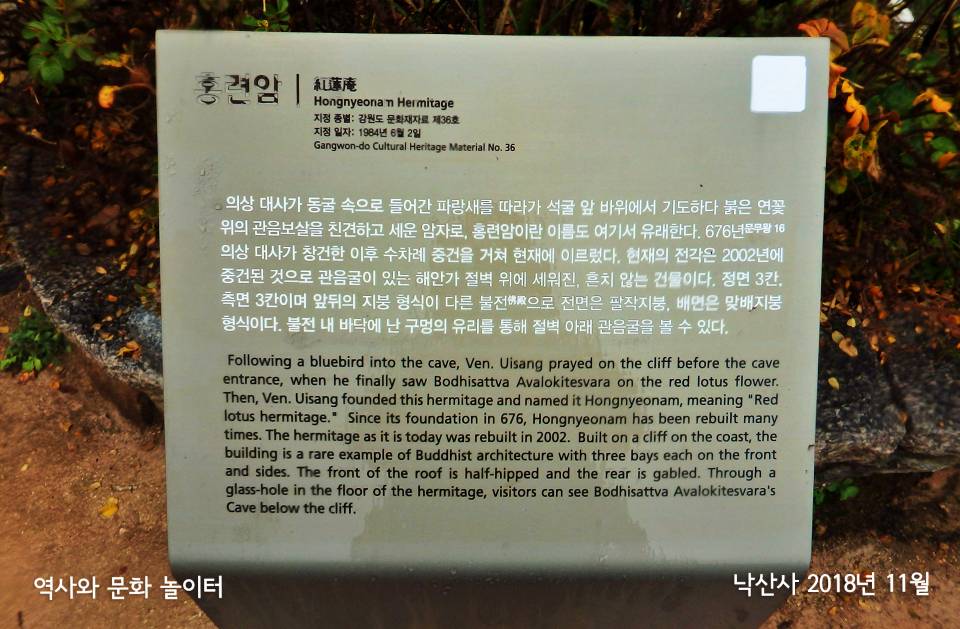 홍련암
紅蓮庵
Hongnyeonam Hermitage
지정 종별: 강원도 문화재자료 제36호
지정 일자: 1984년 6월 2일
Gangwon-do Cultural Heritage Material No. 36
의상 대사가 동굴 속으로 들어간 파랑새를 따라가 석굴 앞 바위에서 기도하다 붉은 연꽃
위의 관음보살을 친견하고 세운 암자로, 홍련암이란 이름도 여기서 유래한다. 676년문무왕 16
의상 대사가 창건한 이후 수차례 중건을 거쳐 현재에 이르렀다. 현재의 전각은 2002년에
중건된 것으로 관음굴이 있는 해안가 절벽 위에 세워진, 흔치 않는 건물이다. 정면 3칸,
측면 3칸이며 앞뒤의 지붕 형식이 다른 불전佛殿으로 전면은 팔작지붕, 배면은 맞배지붕
형식이다. 불전 내 바닥에 난 구멍의 유리를 통해 절벽 아래 관음굴을 볼 수 있다.
Following a bluebird into the cave, Ven. Uisang prayed on the cliff before the cave
entrance, when he finally saw Bodhisattva Avalokitesvara on the red lotus flower.
Then, Ven. Uisang founded this hermitage and named it Hongnyeonam, meaning "Red
lotus hermitage." Since its foundation in 676, Hongnyeonam has been rebuilt many
times. The hermitage as it is today was rebuilt in 2002. Built on a cliff on the coast, the
building is a rare example of Buddhist architecture with three bays each on the front
and sides. The front of the roof is half-hipped and the rear is gabled. Through a
glass-hole in the floor of the hermitage, visitors can see Bodhisattva Avalokitesvara's
Cave below the cliff.
역사와 문화 놀이터
낙산사 2018년 11월